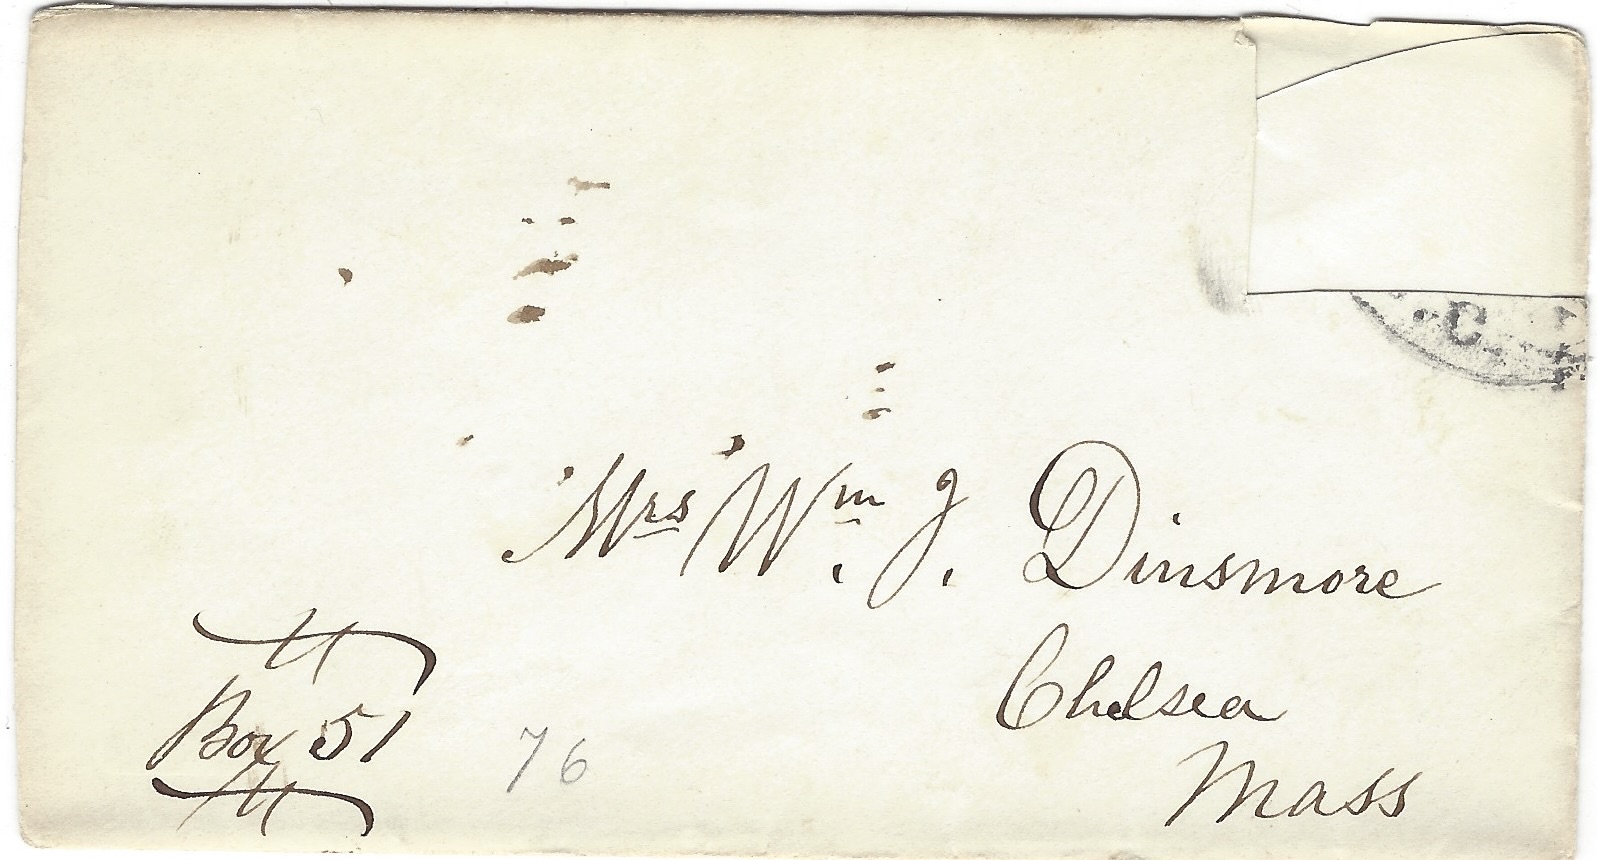 .C.
Mrs Wm. J. Dinsmore
Chelsea
Mass
Box 51
76